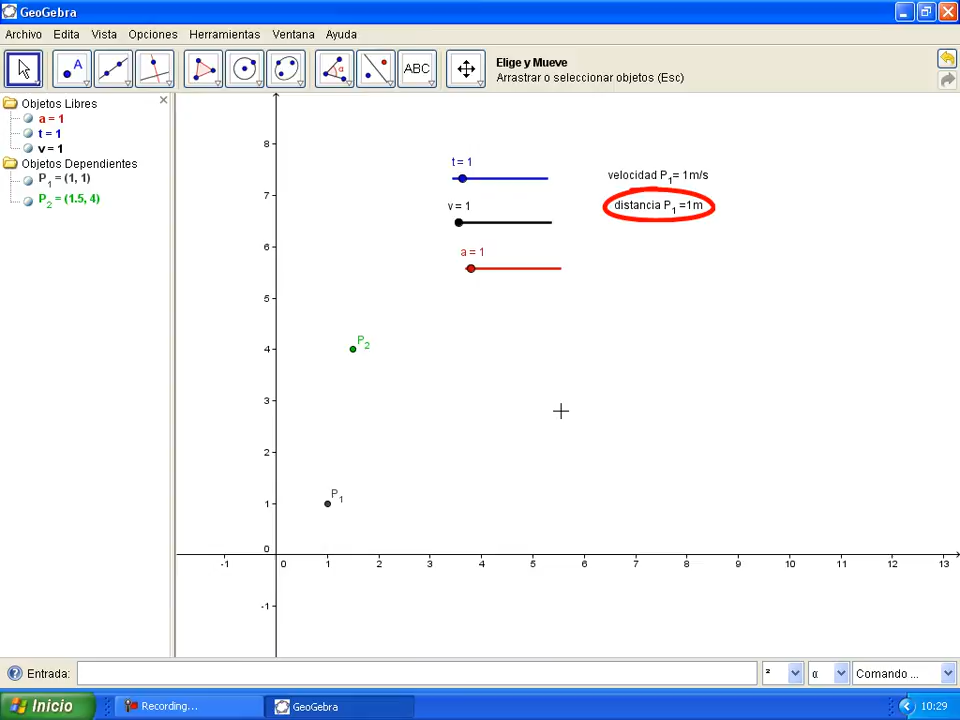 GeoGebra
Archivo Edita Vista Opciones Herramientas Ventana Ayuda
A
α
ABC
Elige y Mueve
Arrastrar o seleccionar objetos (Esc)
Objetos Libres
a = 1
t = 1
v = 1
Objetos Dependientes
P1 = (1, 1)
P2 = (1.5, 4)
t = 1
v = 1
a = 1
velocidad P1= 1m/s
distancia P1 =1m
P2
P1
8
7
6
5
4
3
2
1
0
-1
-1 0 1 2 3 4 5 6 7 8 9 10 11 12 13
Entrada:
²
α
Comando ...
Inicio
Recording...
GeoGebra
10:29